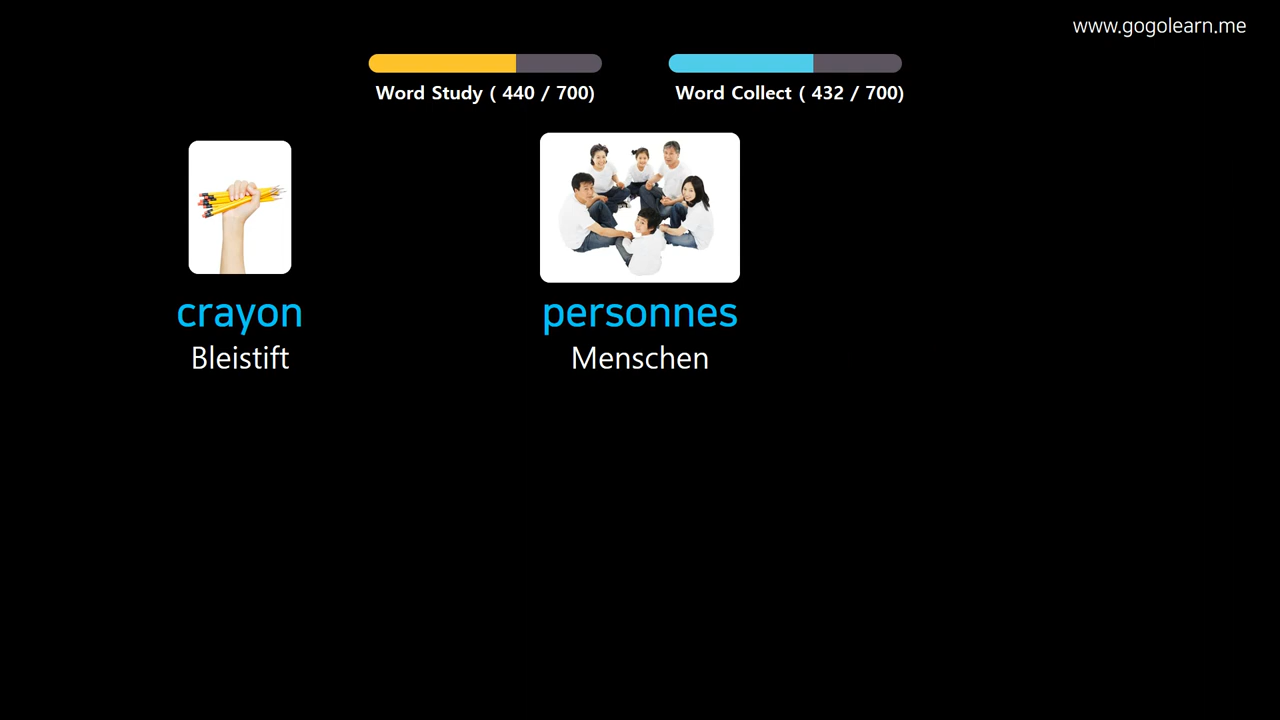 www.gogolearn.me
Word Study ( 440 / 700)
Word Collect ( 432 / 700)
crayon
Bleistift
personnes
Menschen